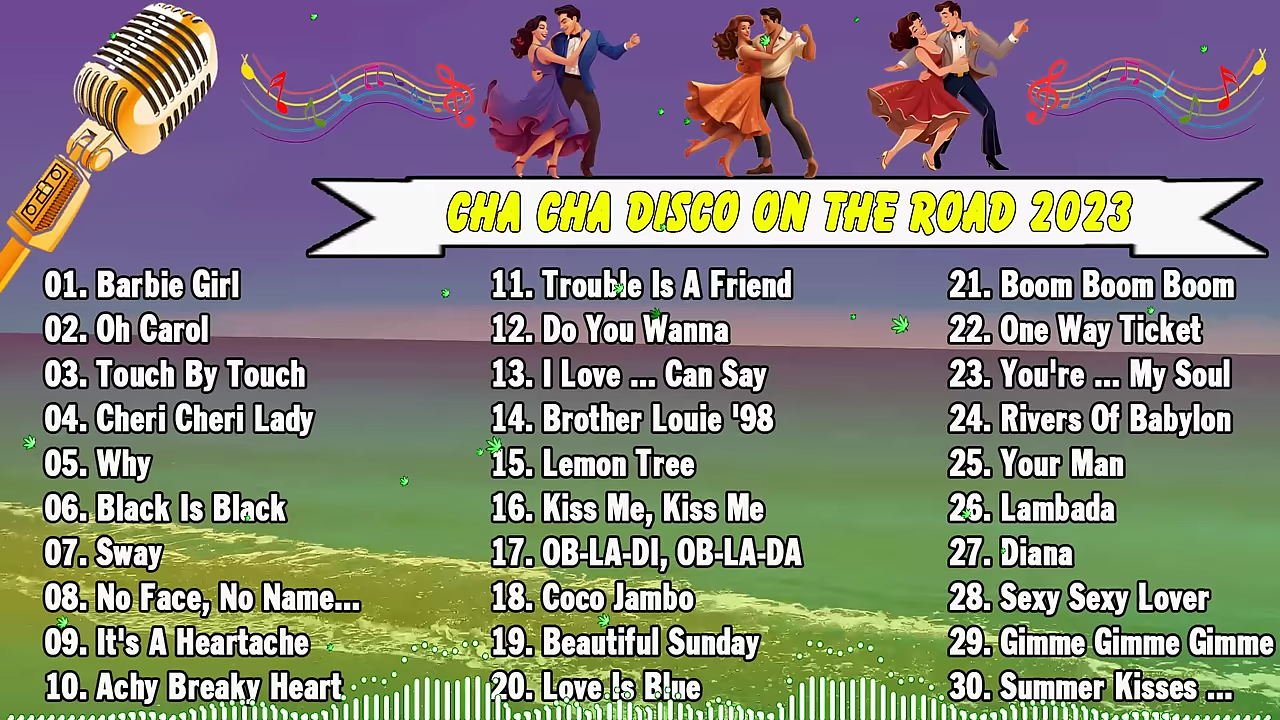 CHA CHA DISCO ON THE ROAD 2023
01. Barbie Girl
02. Oh Carol
03. Touch By Touch
04. Cheri Cheri Lady
05. Why
06. Black Is Black
07. Sway
08. No Face, No Name...
09. It's A Heartache
10. Achy Breaky Heart
11. Trouble Is A Friend
12. Do You Wanna
13. I Love ... Can Say
14. Brother Louie '98
15. Lemon Tree
16. Kiss Me, Kiss Me
17. OB-LA-DI, OB-LA-DA
18. Coco Jambo
19. Beautiful Sunday
20. Love Is Blue
21. Boom Boom Boom
22. One Way Ticket
23. You're ... My Soul
24. Rivers Of Babylon
25. Your Man
26. Lambada
27. Diana
28. Sexy Sexy Lover
29. Gimme Gimme Gimme
30. Summer Kisses ...